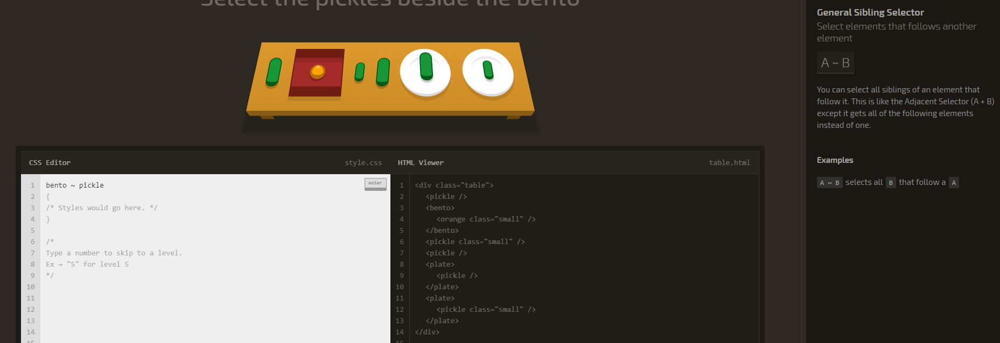 Select the pickles beside the bento
General Sibling Selector
Select elements that follows another
element
A ~ B
You can select all siblings of an element that
follow it. This is like the Adjacent Selector (A + B)
except it gets all of the following elements
instead of one.
Examples
A ~ B selects all B that follow a A
CSS Editor style.css
1 bento ~ pickle enter
2 {
3 /* Styles would go here. */
4 }
5
6 /*
7 Type a number to skip to a level.
8 Ex → "5" for level 5
9 */
10
11
12
13
14
15
HTML Viewer table.html
1 <div class="table">
2 <pickle />
3 <bento>
4 <orange class="small" />
5 </bento>
6 <pickle class="small" />
7 <pickle />
8 <plate>
9 <pickle />
10 </plate>
11 <plate>
12 <pickle class="small" />
13 </plate>
14 </div>
15